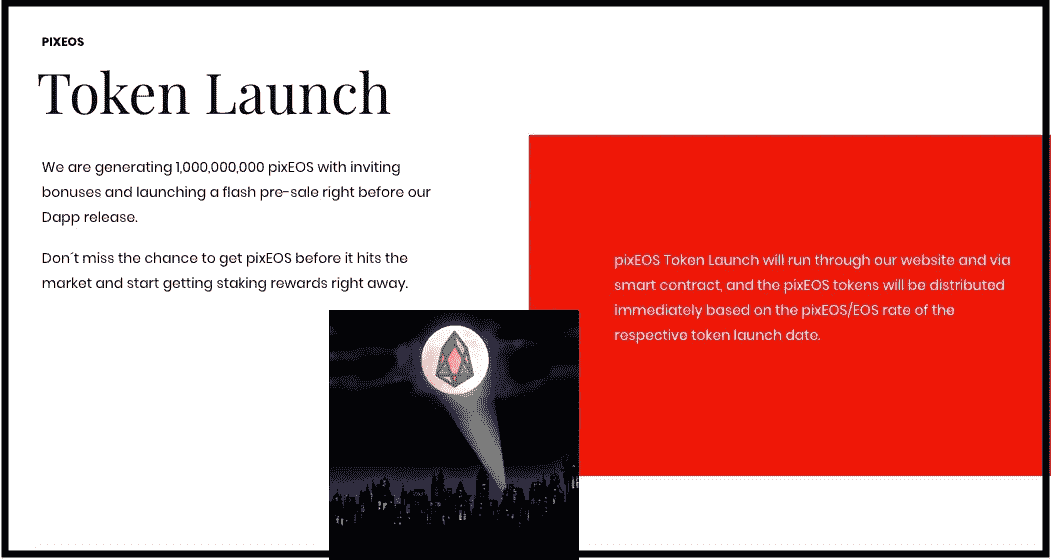 PIXEOS
Token Launch
We are generating 1,000,000,000 pixEOS with inviting
bonuses and launching a flash pre-sale right before our
Dapp release.
Don´t miss the chance to get pixEOS before it hits the
market and start getting staking rewards right away.
pixEOS Token Launch will run through our website and via
smart contract, and the pixEOS tokens will be distributed
immediately based on the pixEOS/EOS rate of the
respective token launch date.